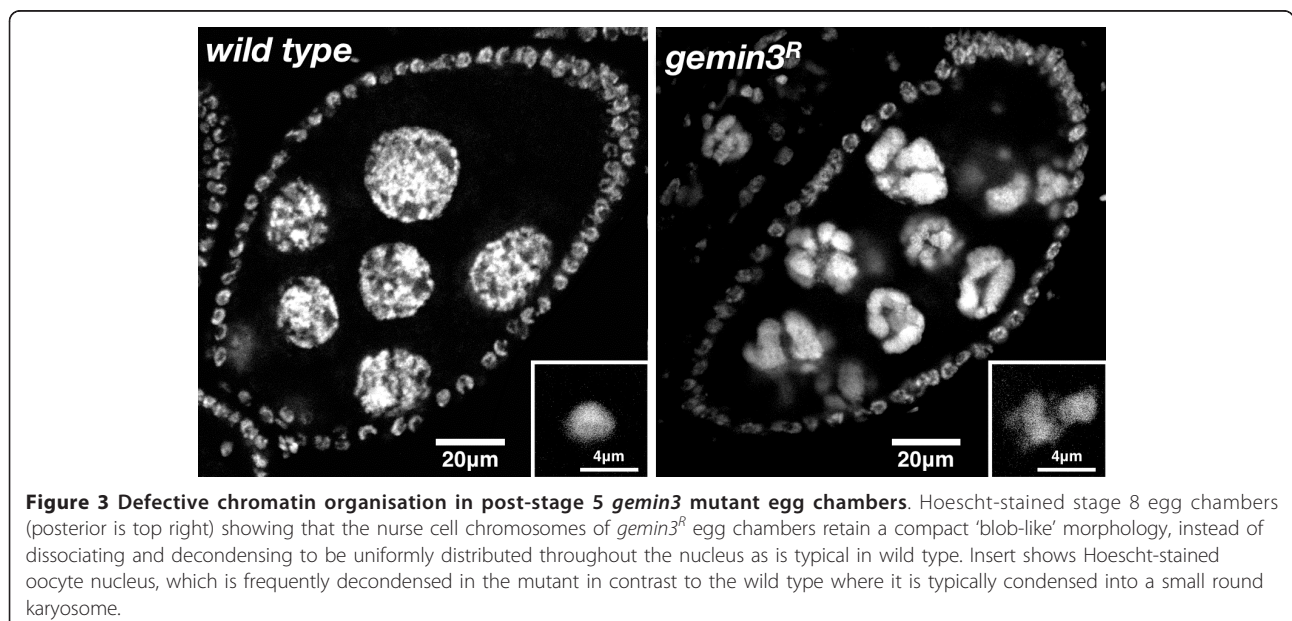 wild type
gemin3R
20μm
4μm
20μm
4μm
Figure 3 Defective chromatin organisation in post-stage 5 gemin3 mutant egg chambers. Hoescht-stained stage 8 egg chambers
(posterior is top right) showing that the nurse cell chromosomes of gemin3R egg chambers retain a compact ‘blob-like’ morphology, instead of
dissociating and decondensing to be uniformly distributed throughout the nucleus as is typical in wild type. Insert shows Hoescht-stained
oocyte nucleus, which is frequently decondensed in the mutant in contrast to the wild type where it is typically condensed into a small round
karyosome.